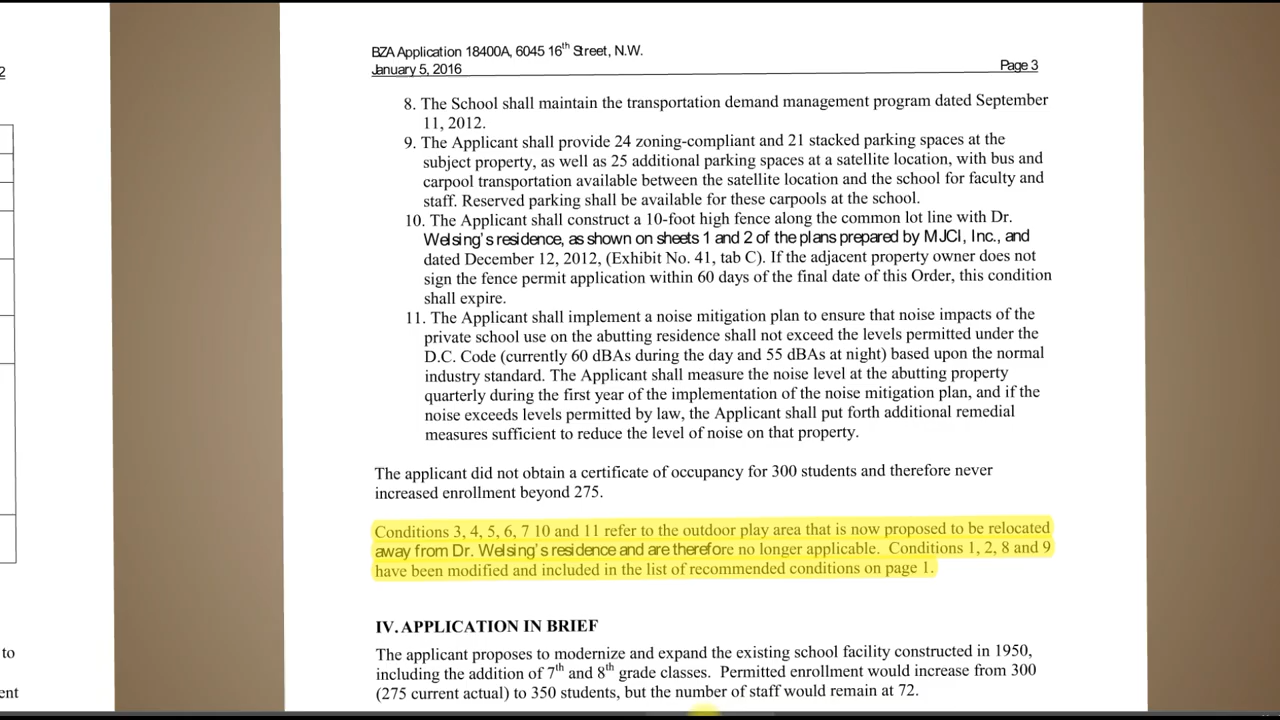 BZA Application 18400A, 6045 16th Street, N.W.
January 5, 2016
Page 3
2
8. The School shall maintain the transportation demand management program dated September
11, 2012.
9. The Applicant shall provide 24 zoning-compliant and 21 stacked parking spaces at the
subject property, as well as 25 additional parking spaces at a satellite location, with bus and
carpool transportation available between the satellite location and the school for faculty and
staff. Reserved parking shall be available for these carpools at the school.
10. The Applicant shall construct a 10-foot high fence along the common lot line with Dr.
Welsing's residence, as shown on sheets 1 and 2 of the plans prepared by MJCI, Inc., and
dated December 12, 2012, (Exhibit No. 41, tab C). If the adjacent property owner does not
sign the fence permit application within 60 days of the final date of this Order, this condition
shall expire.
11. The Applicant shall implement a noise mitigation plan to ensure that noise impacts of the
private school use on the abutting residence shall not exceed the levels permitted under the
D.C. Code (currently 60 dBAs during the day and 55 dBAs at night) based upon the normal
industry standard. The Applicant shall measure the noise level at the abutting property
quarterly during the first year of the implementation of the noise mitigation plan, and if the
noise exceeds levels permitted by law, the Applicant shall put forth additional remedial
measures sufficient to reduce the level of noise on that property.
The applicant did not obtain a certificate of occupancy for 300 students and therefore never
increased enrollment beyond 275.
Conditions 3, 4, 5, 6, 7 10 and 11 refer to the outdoor play area that is now proposed to be relocated
away from Dr. Welsing's residence and are therefore no longer applicable. Conditions 1, 2, 8 and 9
have been modified and included in the list of recommended conditions on page 1.
IV. APPLICATION IN BRIEF
The applicant proposes to modernize and expand the existing school facility constructed in 1950,
including the addition of 7th and 8th grade classes. Permitted enrollment would increase from 300
(275 current actual) to 350 students, but the number of staff would remain at 72.
to
ent